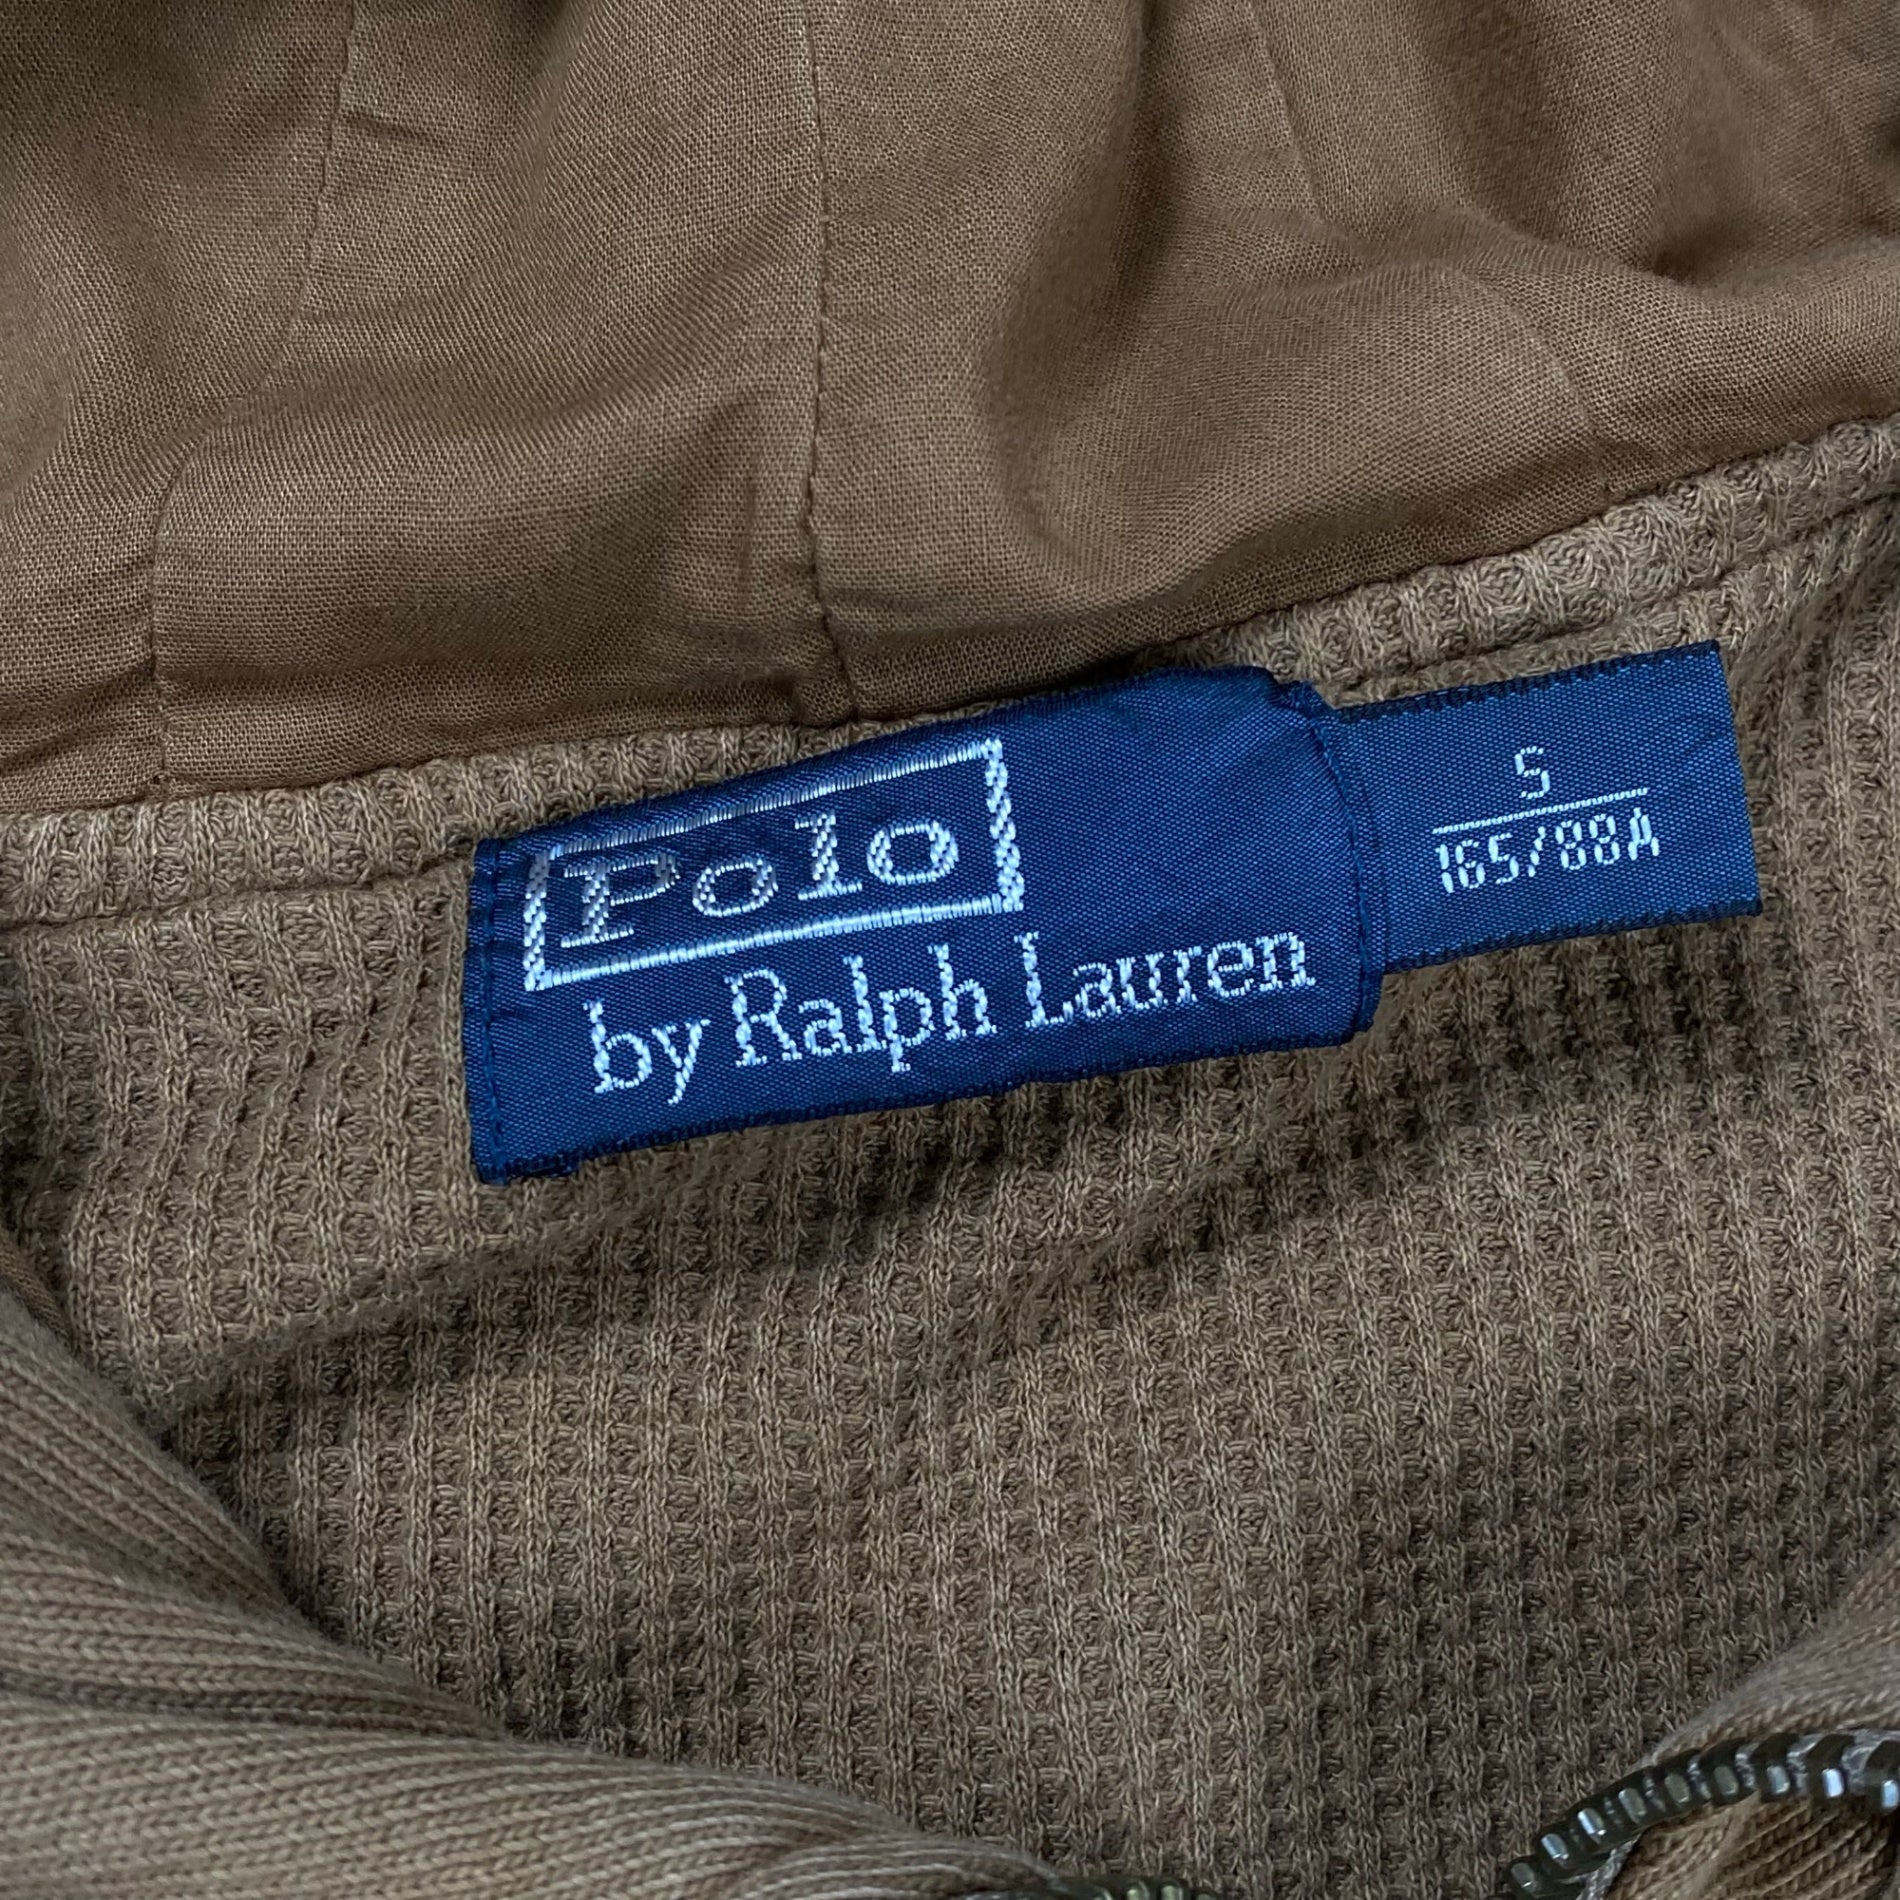 Polo
by Ralph Lauren
S
165/88A